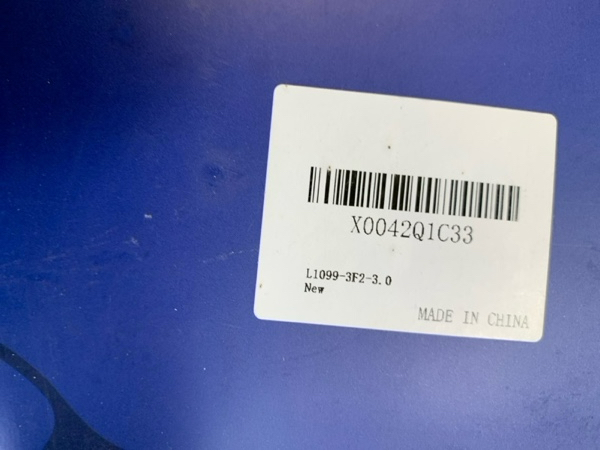 X0042Q1C33
L1099-3F2-3.0
New
MADE IN CHINA